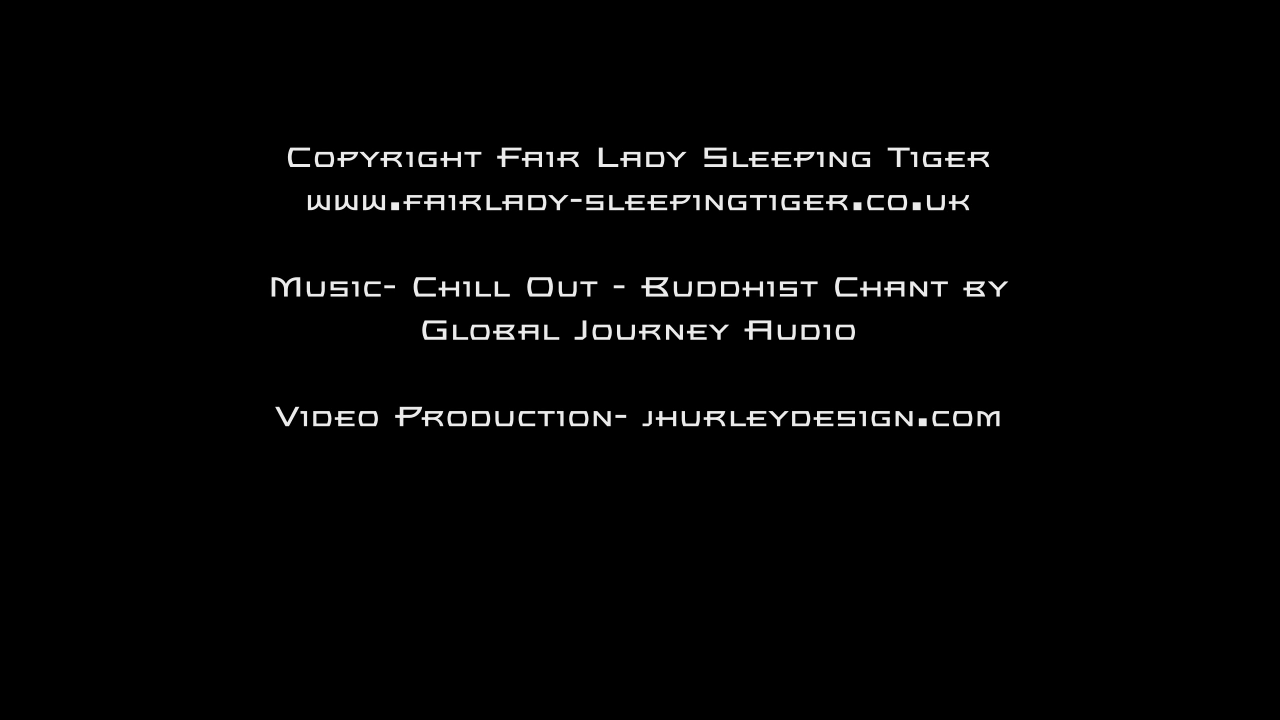 Copyright Fair Lady Sleeping Tiger
www.fairlady-sleepingtiger.co.uk
Music- Chill Out - Buddhist Chant by
Global Journey Audio
Video Production- jhurleydesign.com